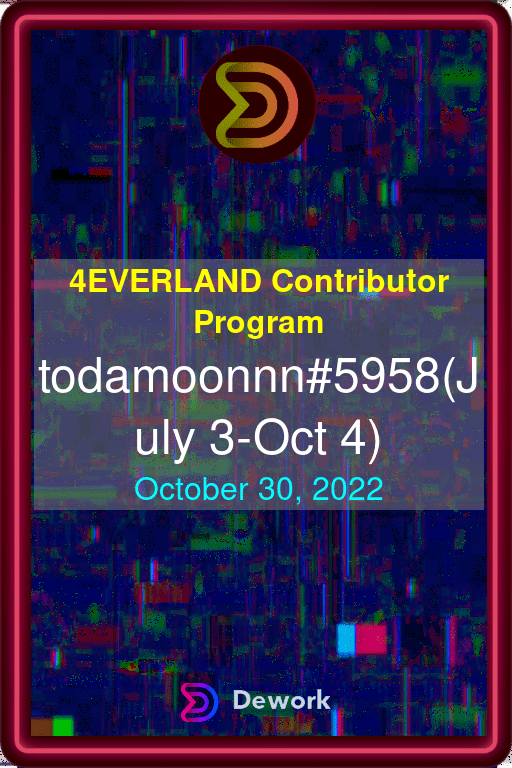 4EVERLAND Contributor
Program
todamoonnn#5958(J
uly 3-Oct 4)
October 30, 2022
Dework